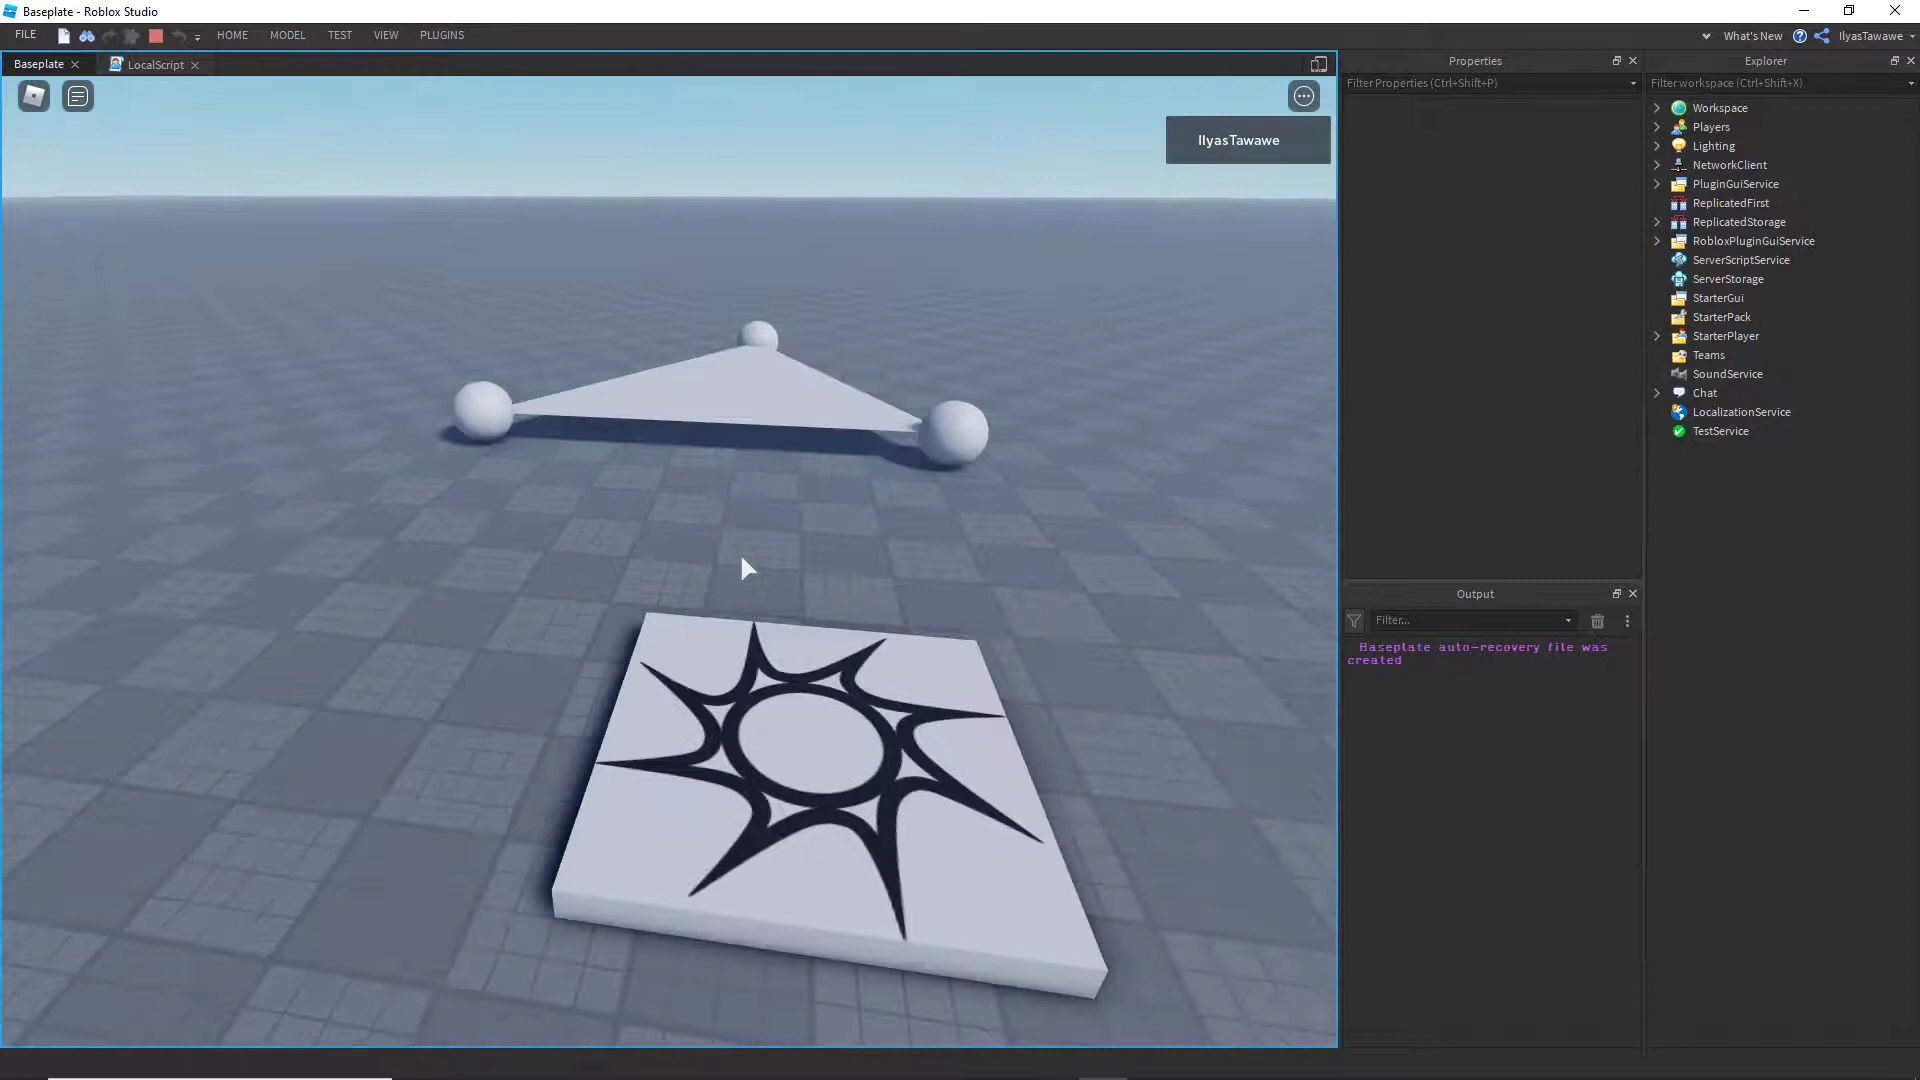 Baseplate - Roblox Studio
FILE
HOME
MODEL
TEST
VIEW
PLUGINS
What's New
IlyasTawawe
Baseplate
LocalScript
IlyasTawawe
Properties
Filter Properties (Ctrl+Shift+P)
Output
Filter...
Baseplate auto-recovery file was
created
Explorer
Filter workspace (Ctrl+Shift+X)
Workspace
Players
Lighting
NetworkClient
PluginGuiService
ReplicatedFirst
ReplicatedStorage
RobloxPluginGuiService
ServerScriptService
ServerStorage
StarterGui
StarterPack
StarterPlayer
Teams
SoundService
Chat
LocalizationService
TestService